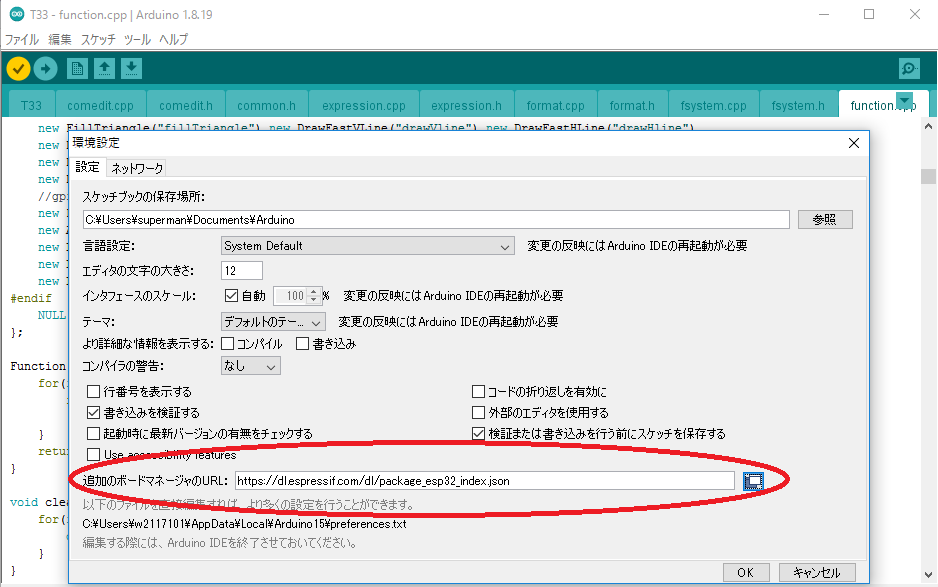 T33 - function.cpp | Arduino 1.8.19
ファイル 編集 スケッチ ツール ヘルプ
T33 comedit.cpp comedit.h common.h expression.cpp expression.h format.cpp format.h fsystem.cpp fsystem.h function.cpp
new FillTriangle("fillTriangle"), new DrawFastVLine("drawVline"), new DrawFastHLine("drawHline"),
環境設定
new
設定 ネットワーク
new
new
//gp
スケッチブックの保存場所:
new
C:¥Users¥superman¥Documents¥Arduino 参照
new
言語設定: System Default 変更の反映にはArduino IDEの再起動が必要
new
エディタの文字の大きさ: 12
new
new
インタフェースのスケール: 自動 100 % 変更の反映にはArduino IDEの再起動が必要
#endif
NULL
テーマ: デフォルトのテー... 変更の反映にはArduino IDEの再起動が必要
};
より詳細な情報を表示する: コンパイル 書き込み
Function
コンパイラの警告: なし
for(
行番号を表示する コードの折り返しを有効に
書き込みを検証する 外部のエディタを使用する
}
起動時に最新バージョンの有無をチェックする 検証または書き込みを行う前にスケッチを保存する
retu
Use accessibility features
}
追加のボードマネージャのURL: https://dl.espressif.com/dl/package_esp32_index.json
void clea
以下のファイルを直接編集すれば、より多くの設定を行うことができます。
for(
C:¥Users¥w2117101¥AppData¥Local¥Arduino15¥preferences.txt
編集する際には、Arduino IDEを終了させておいてください。
}
}
OK キャンセル